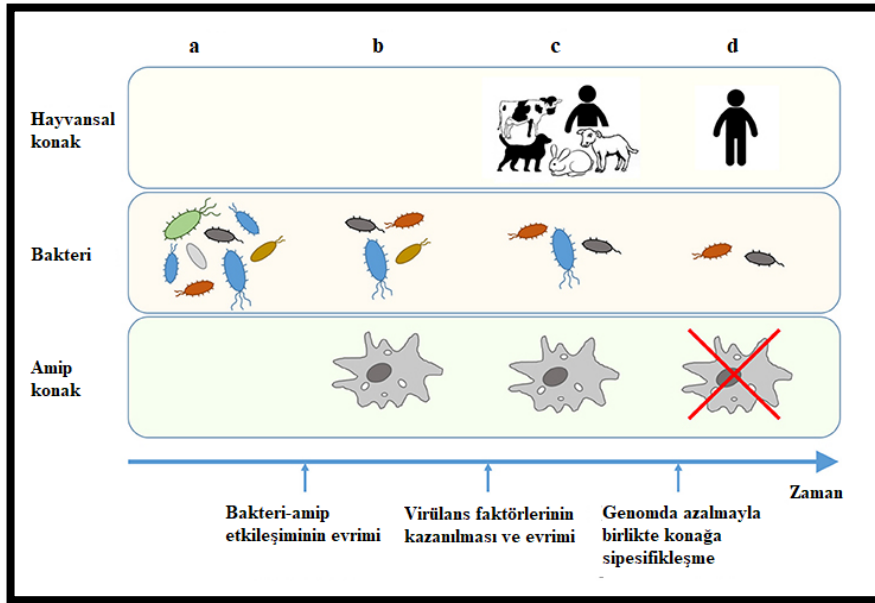 a b c d
Hayvansal
konak
Bakteri
Amip
konak
Zaman
Bakteri-amip
etkileşiminin evrimi
Virülans faktörlerinin
kazanılması ve evrimi
Genomda azalmayla
birlikte konağa
sipesifikleşme